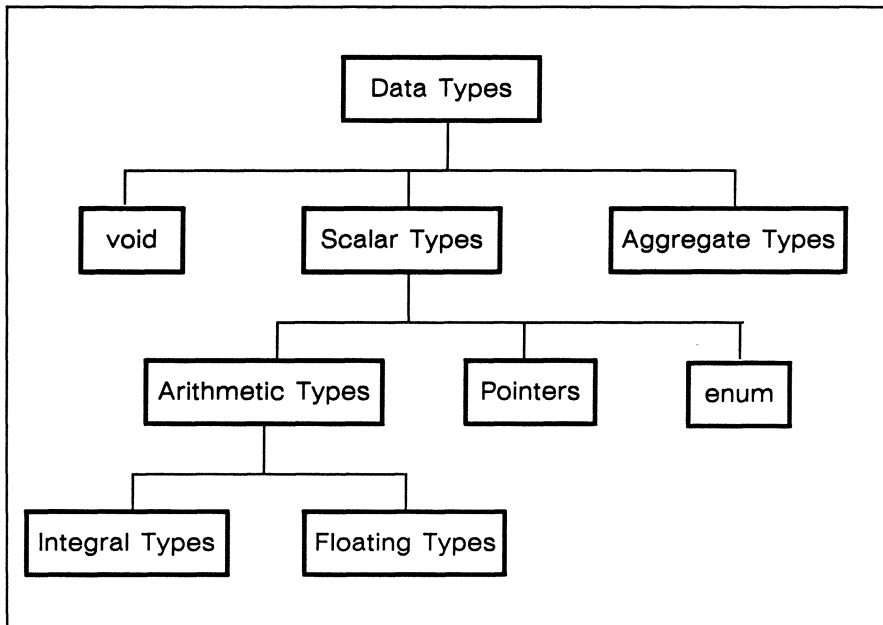 Data Types
void
Scalar Types
Aggregate Types
Arithmetic Types
Pointers
enum
Integral Types
Floating Types